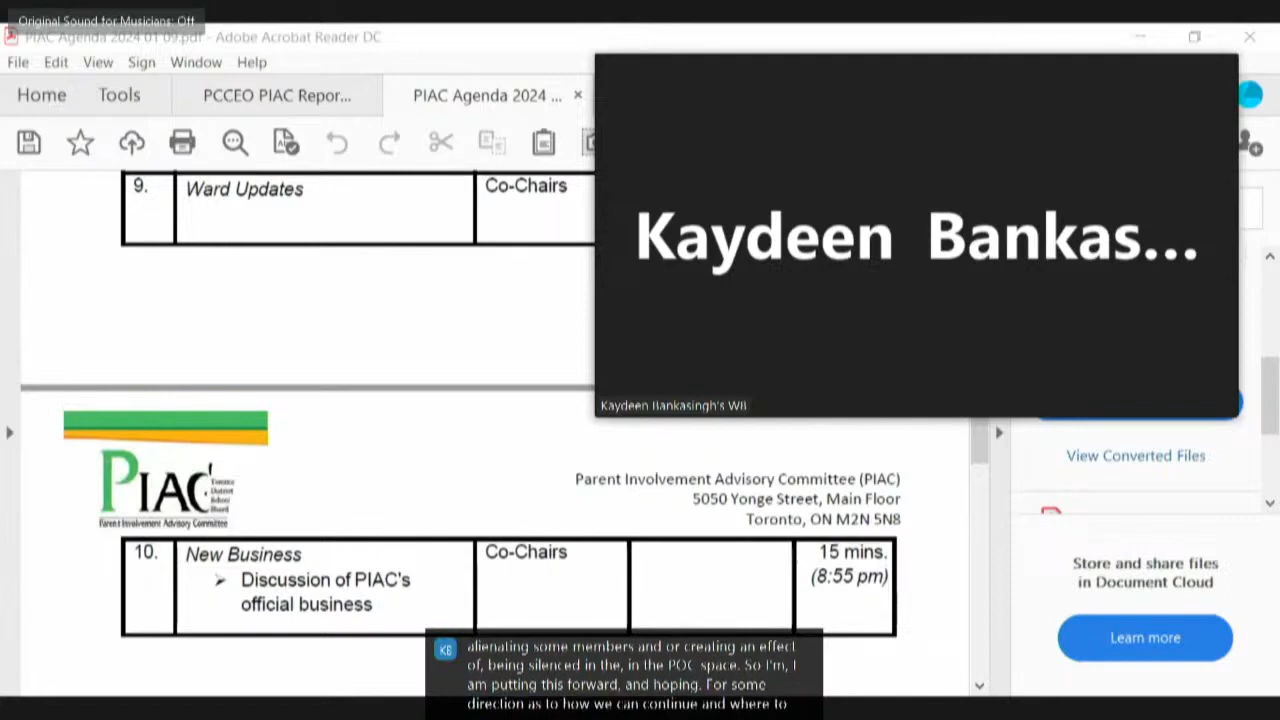 Original Sound for Musicians: Off
PIAC Agenda 2024 01 09.pdf - Adobe Acrobat Reader DC
File Edit View Sign Window Help
Home Tools PCCEO PIAC Repor... PIAC Agenda 2024 ... ×
9. Ward Updates Co-Chairs
Kaydeen Bankas...
Kaydeen Bankasingh's WB
View Converted Files
PIAC
Toronto
District
School
Board
Parent Involvement Advisory Committee
Parent Involvement Advisory Committee (PIAC)
5050 Yonge Street, Main Floor
Toronto, ON M2N 5N8
10. New Business Co-Chairs 15 mins.
➢ Discussion of PIAC's (8:55 pm)
official business
Store and share files
in Document Cloud
Learn more
KB alienating some members and or creating an effect
of, being silenced in the, in the POC space. So I'm, I
am putting this forward, and hoping. For some
direction as to how we can continue and where to